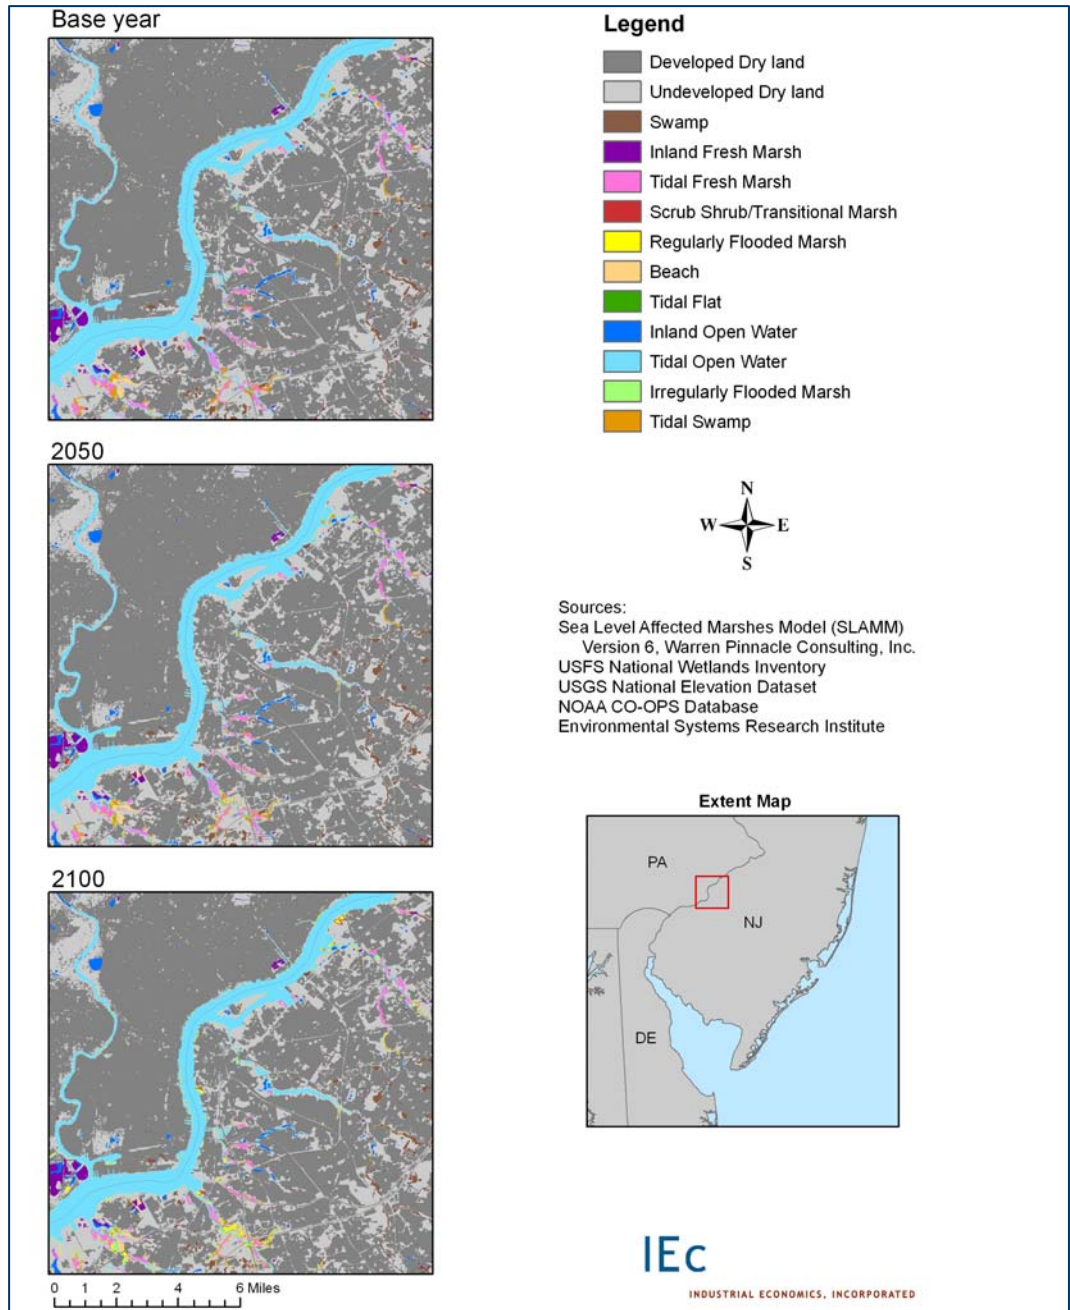 Base year
2050
2100
0 1 2 4 6 Miles
Legend
Developed Dry land
Undeveloped Dry land
Swamp
Inland Fresh Marsh
Tidal Fresh Marsh
Scrub Shrub/Transitional Marsh
Regularly Flooded Marsh
Beach
Tidal Flat
Inland Open Water
Tidal Open Water
Irregularly Flooded Marsh
Tidal Swamp
N
W E
S
Sources:
Sea Level Affected Marshes Model (SLAMM)
Version 6, Warren Pinnacle Consulting, Inc.
USFS National Wetlands Inventory
USGS National Elevation Dataset
NOAA CO-OPS Database
Environmental Systems Research Institute
Extent Map
PA
NJ
DE
IEc
INDUSTRIAL ECONOMICS, INCORPORATED